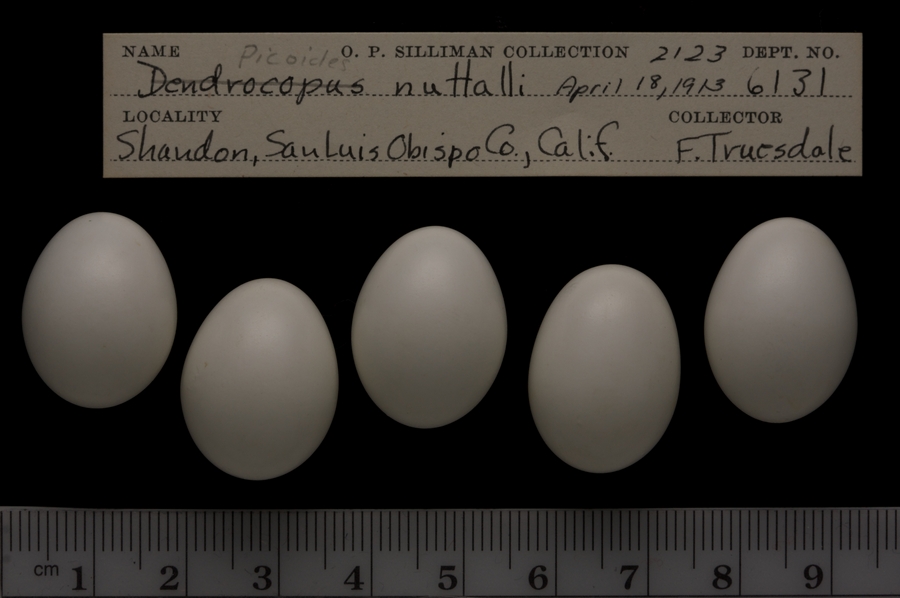 Picoides
NAME O. P. SILLIMAN COLLECTION 2123 DEPT. NO.
Dendrocopus nuttalli April 18, 1913 6131
LOCALITY COLLECTOR
Shandon, San Luis Obispo Co., Calif. F. Truesdale
cm 1 2 3 4 5 6 7 8 9